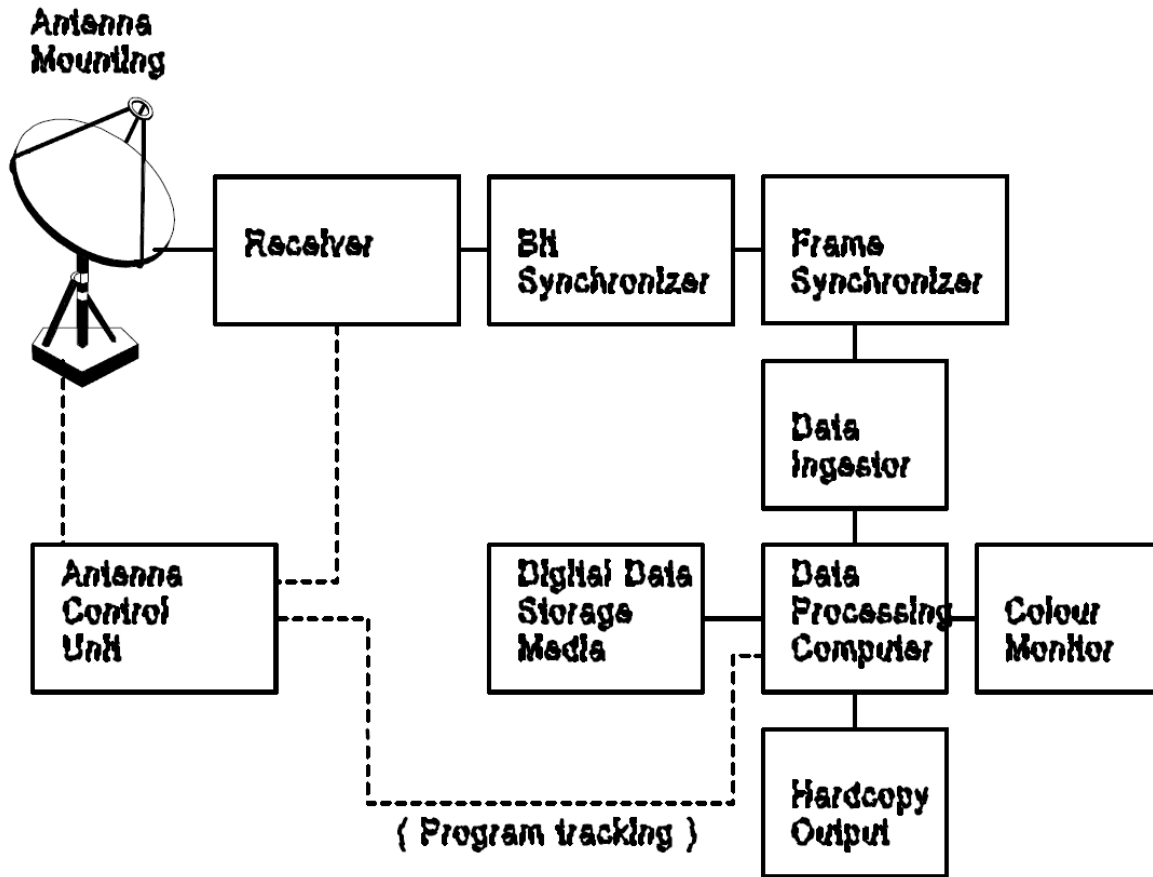 Antenna
Mounting
Receiver
Bit
Synchronizer
Frame
Synchronizer
Data
Ingestor
Antenna
Control
Unit
Digital Data
Storage
Media
Data
Processing
Computer
Colour
Monitor
( Program tracking )
Hardcopy
Output